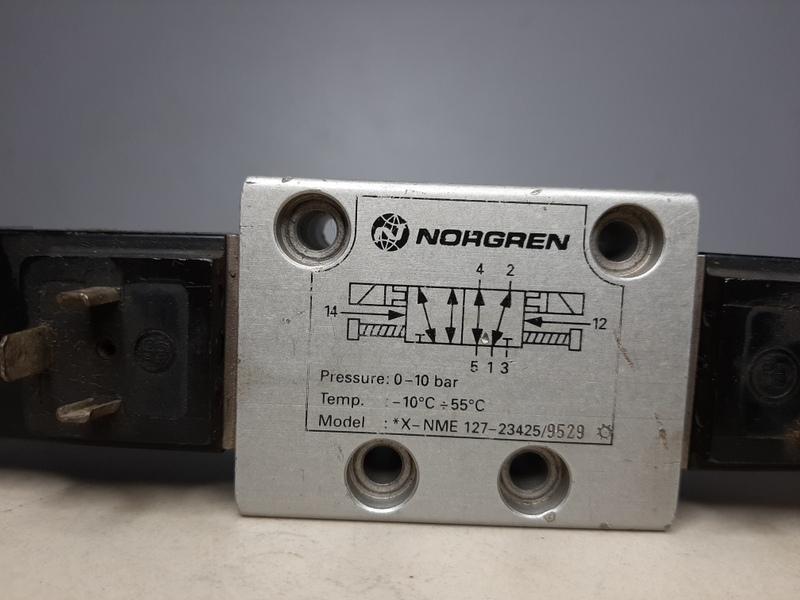 NORGREN
4 2
14
12
5 1 3
Pressure: 0-10 bar
Temp. : -10°C ÷55°C
Model : *X-NME 127-23425/9529